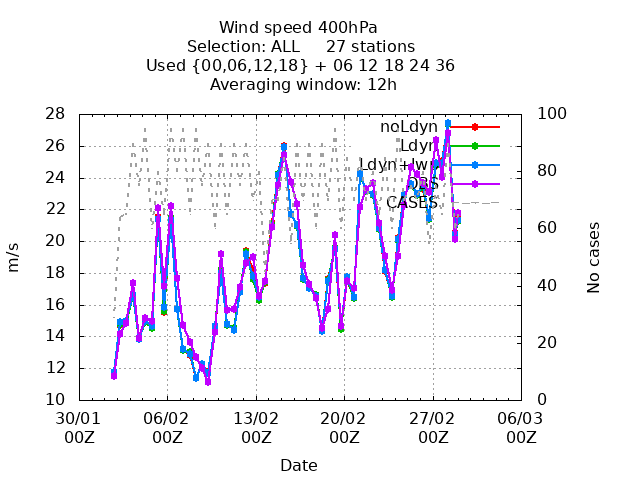 Wind speed 400hPa
Selection: ALL 27 stations
Used {00,06,12,18} + 06 12 18 24 36
Averaging window: 12h
28
26
24
22
20
18
16
14
12
10
m/s
100
80
60
40
20
0
No cases
noLdyn
Ldyn
Ldyn+lwr
OBS
CASES
30/01 06/02 13/02 20/02 27/02 06/03
00Z 00Z 00Z 00Z 00Z 00Z
Date